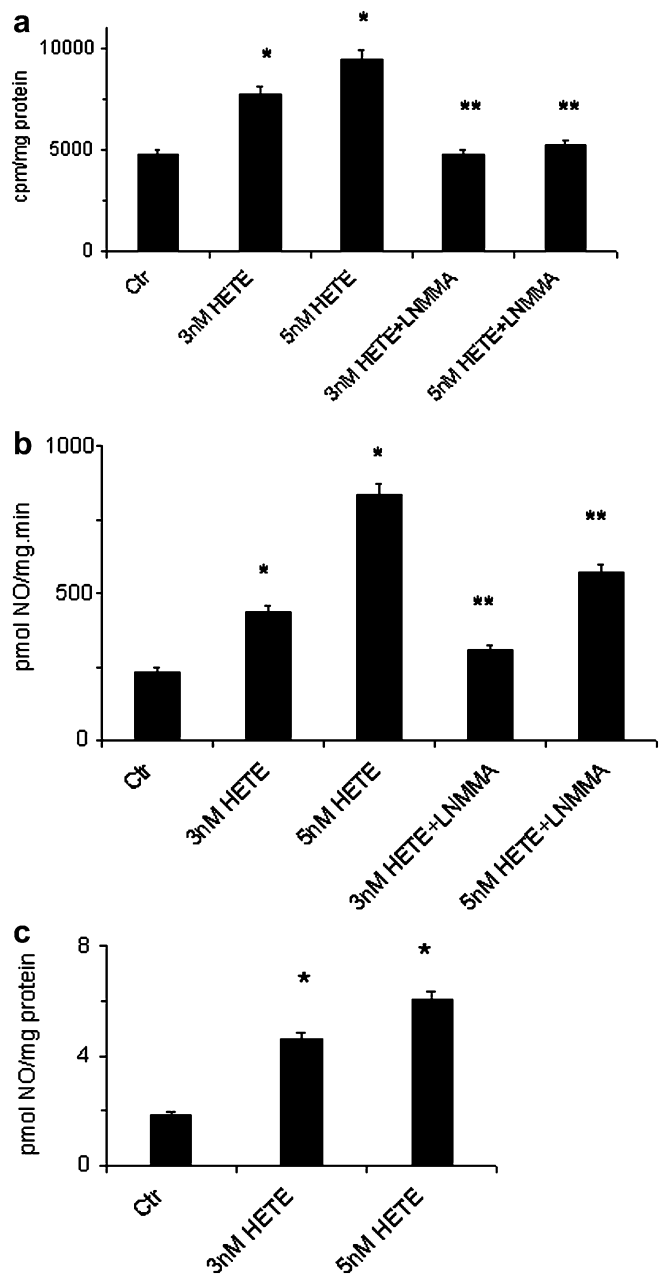 a
cpm/mg protein
10000
5000
0
*
*
**
**
Ctr
3nM HETE
5nM HETE
3nM HETE+LNMMA
5nM HETE+LNMMA
b
pmol NO/mg.min
1000
500
0
*
*
**
**
Ctr
3nM HETE
5nM HETE
3nM HETE+LNMMA
5nM HETE+LNMMA
c
pmol NO/mg protein
8
4
0
*
*
Ctr
3nM HETE
5nM HETE